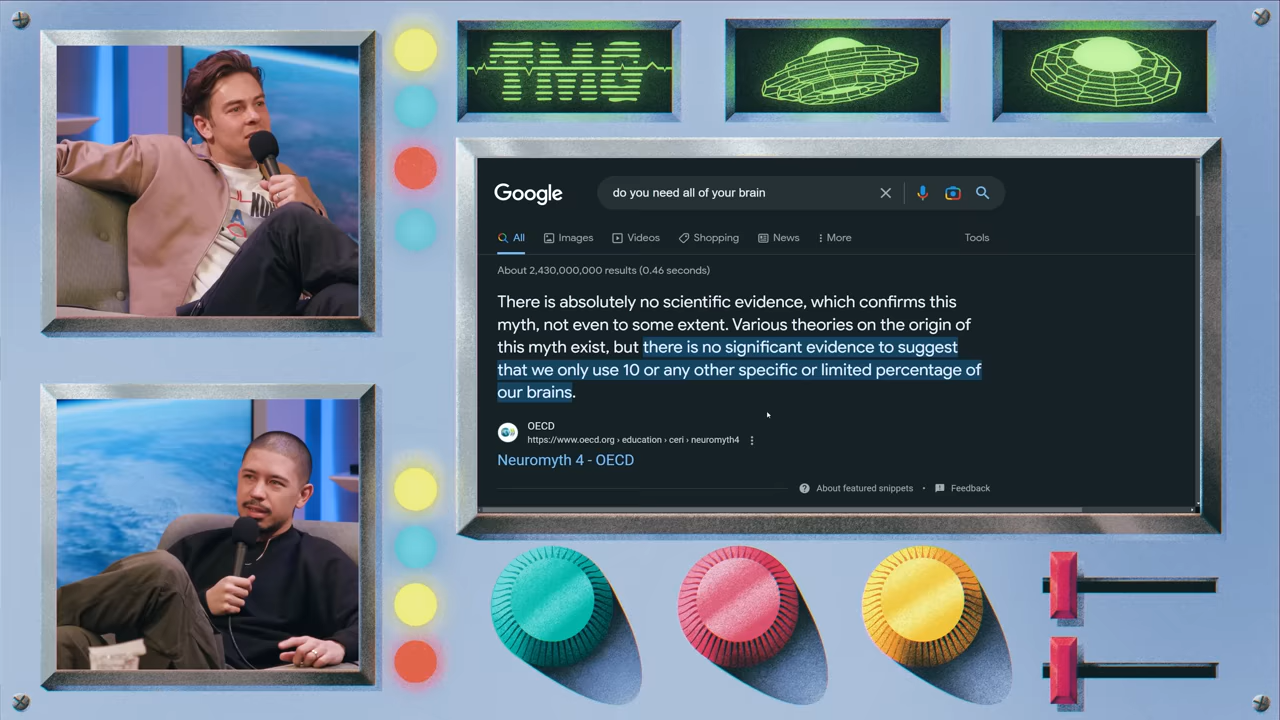 TMG
Google
do you need all of your brain
All
Images
Videos
Shopping
News
More
Tools
About 2,430,000,000 results (0.46 seconds)
There is absolutely no scientific evidence, which confirms this
myth, not even to some extent. Various theories on the origin of
this myth exist, but there is no significant evidence to suggest
that we only use 10 or any other specific or limited percentage of
our brains.
OECD
https://www.oecd.org › education › ceri › neuromyth4
Neuromyth 4 - OECD
About featured snippets
•
Feedback